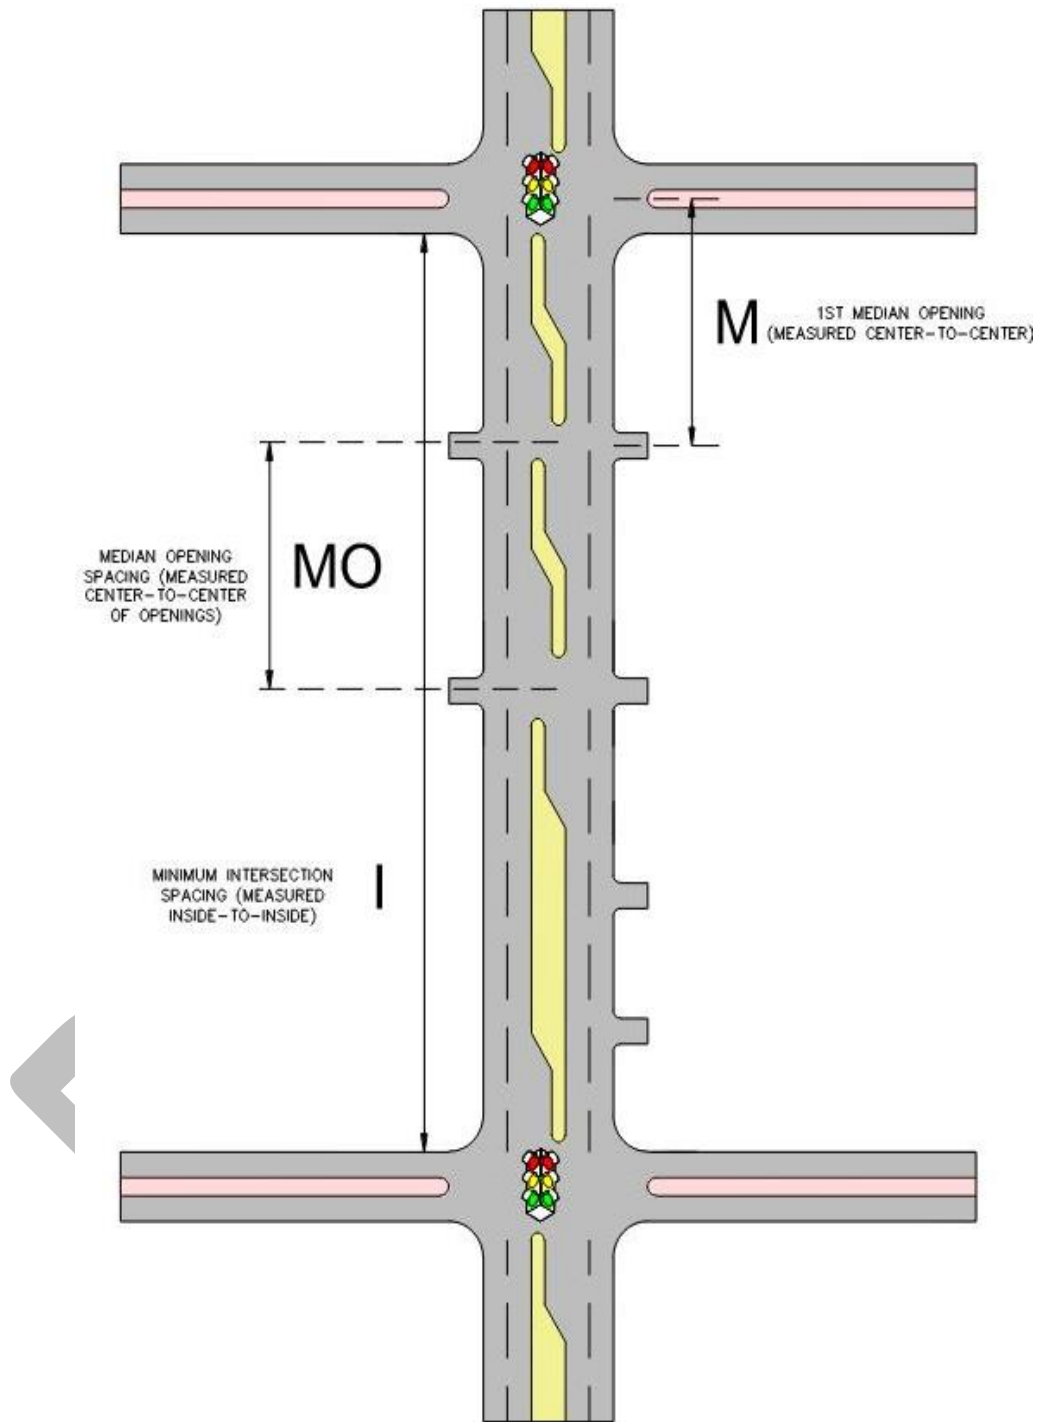 M
1ST MEDIAN OPENING
(MEASURED CENTER-TO-CENTER)
MEDIAN OPENING
SPACING (MEASURED
CENTER-TO-CENTER
OF OPENINGS)
MO
MINIMUM INTERSECTION
SPACING (MEASURED
INSIDE-TO-INSIDE)
I